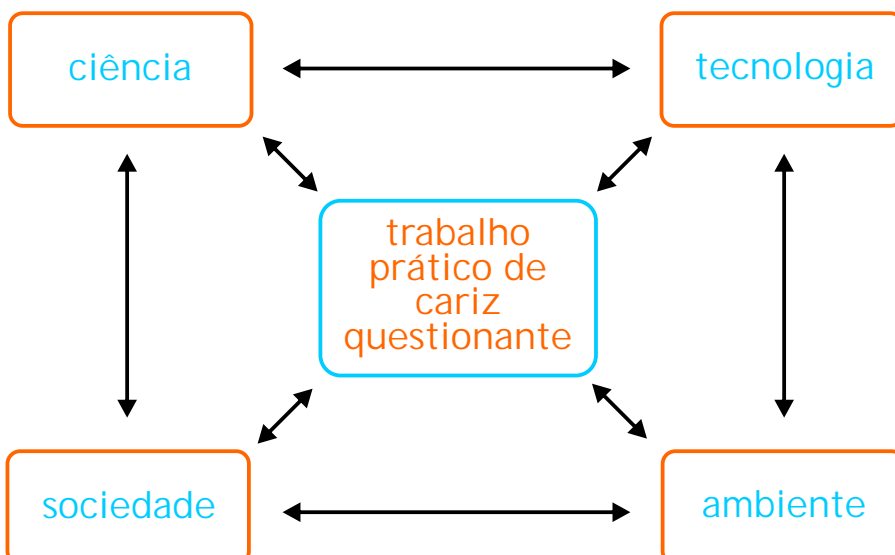 ciência
tecnologia
trabalho
prático de
cariz
questionante
sociedade
ambiente